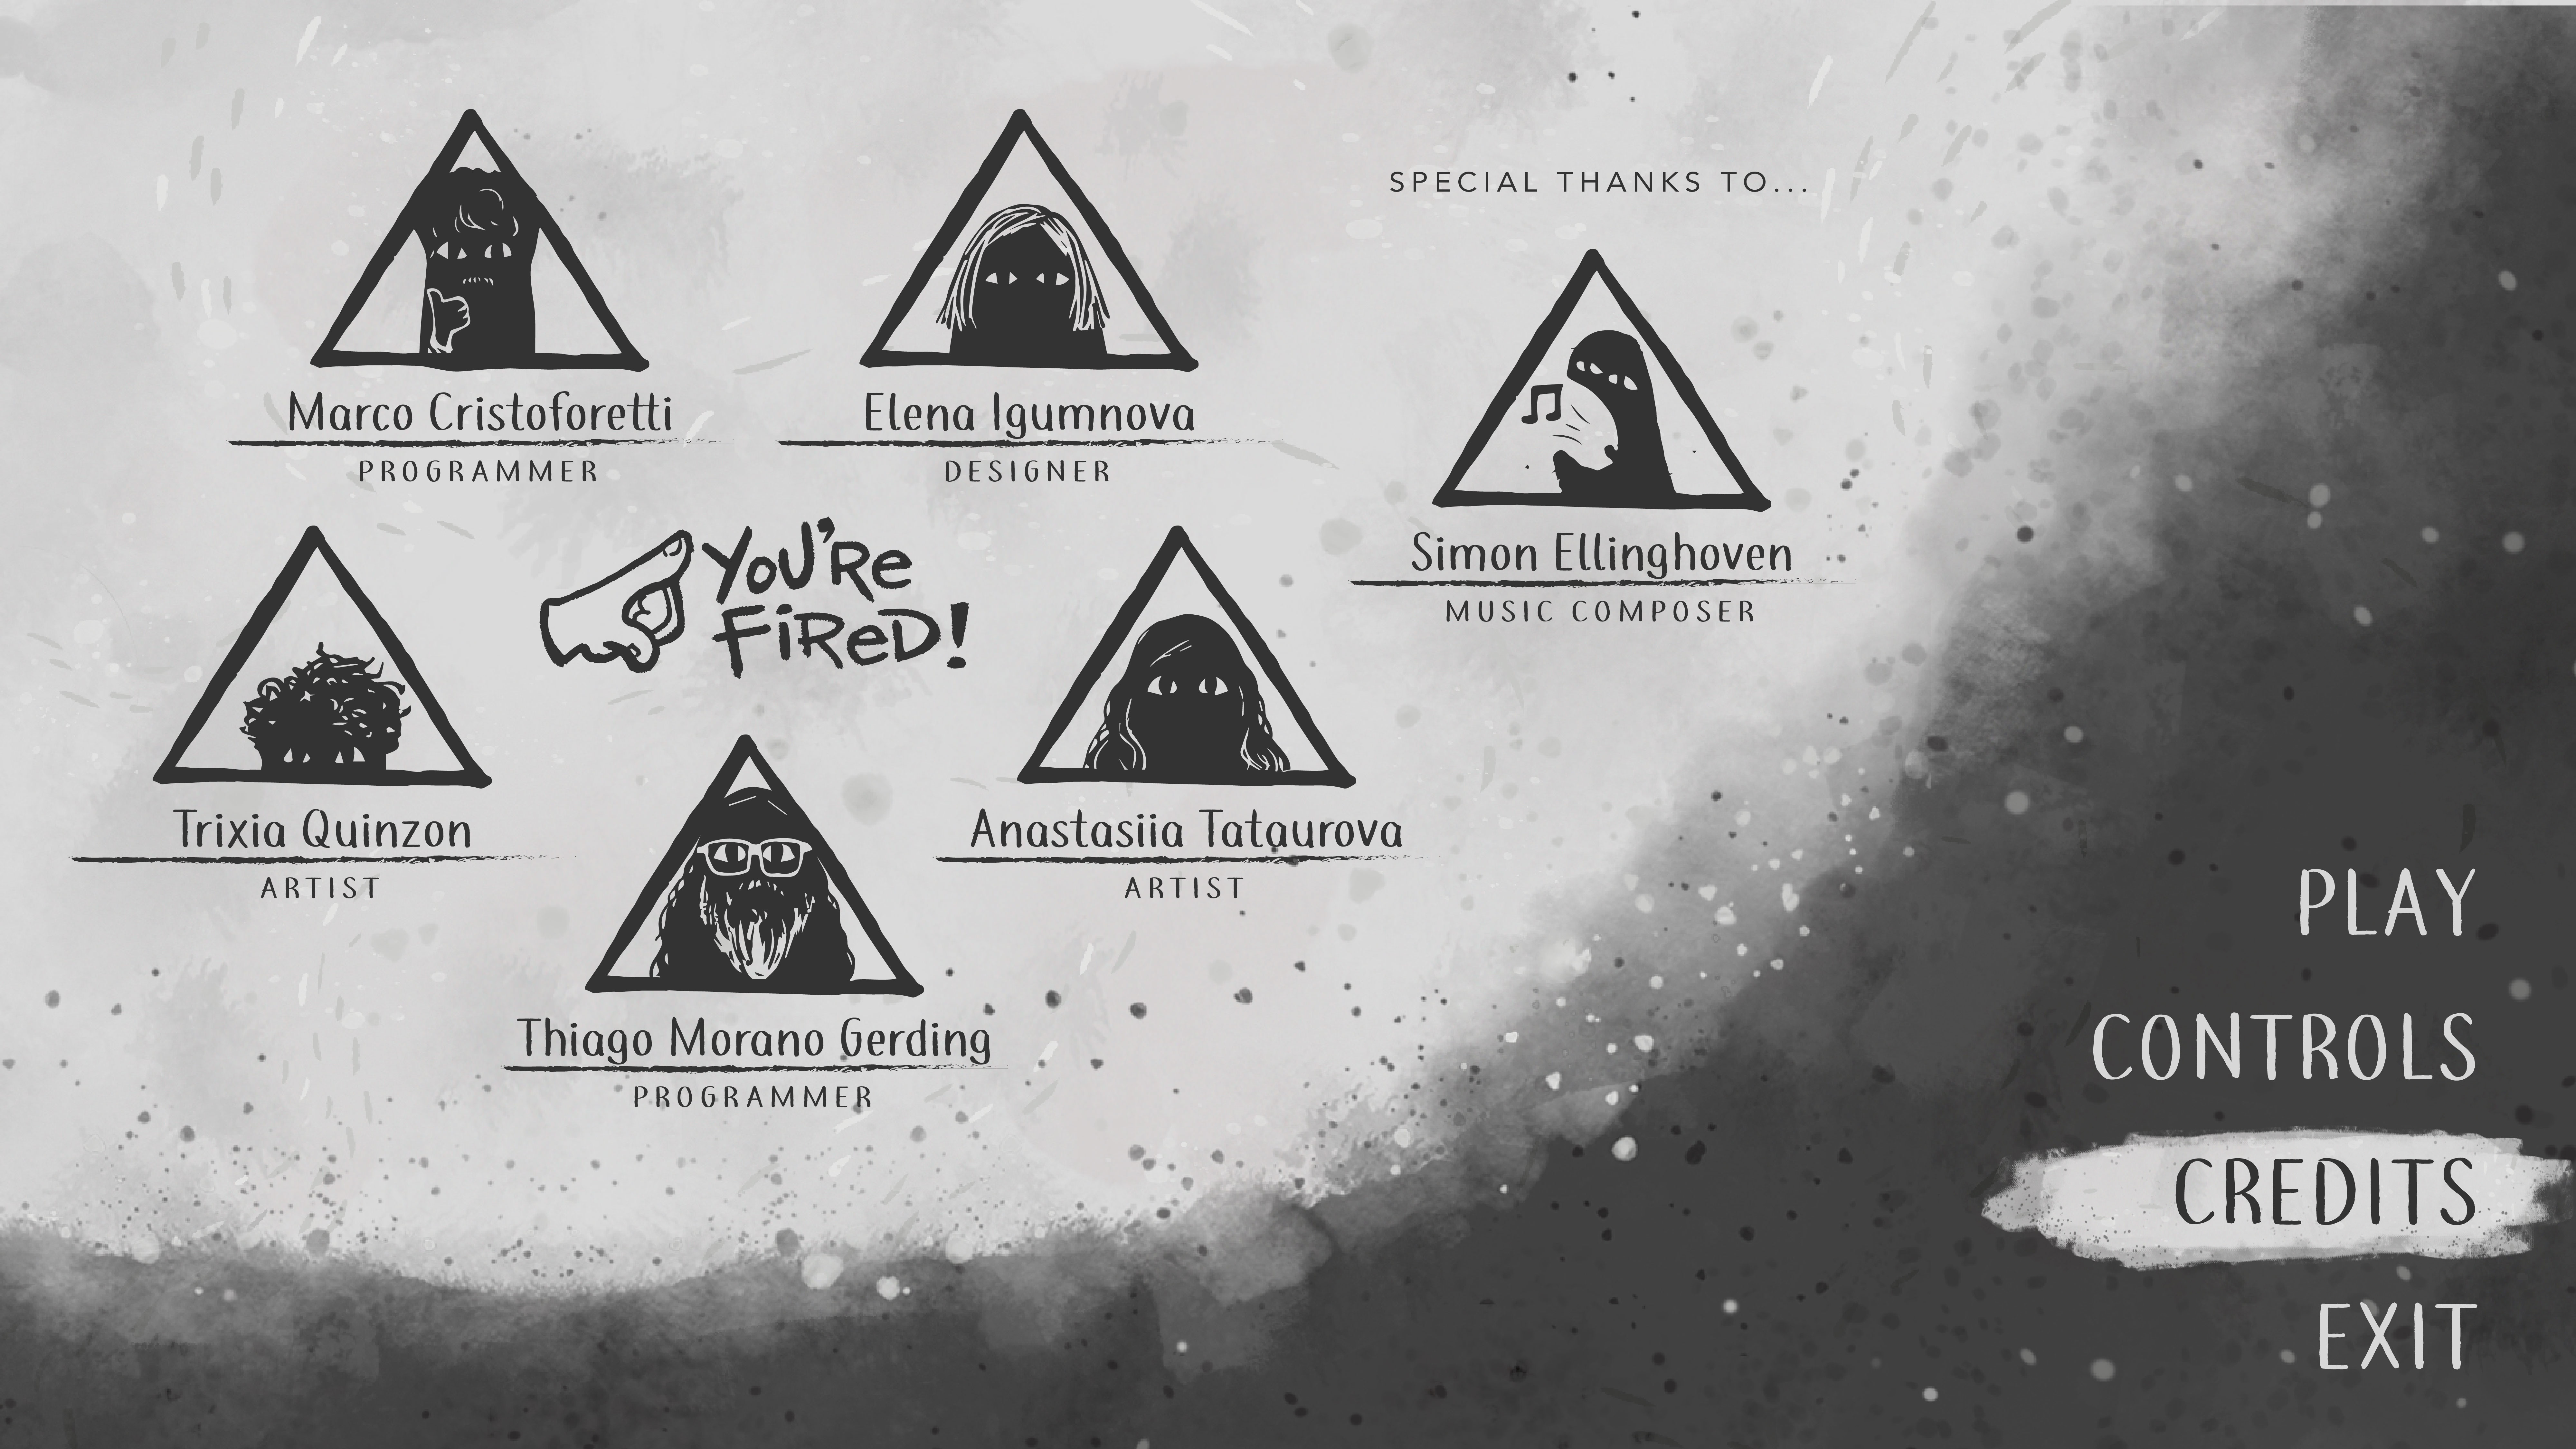 Marco Cristoforetti
PROGRAMMER
Elena Igumnova
DESIGNER
SPECIAL THANKS TO...
Simon Ellinghoven
MUSIC COMPOSER
YoU'Re
FiReD!
Trixia Quinzon
ARTIST
Anastasiia Tataurova
ARTIST
Thiago Morano Gerding
PROGRAMMER
PLAY
CONTROLS
CREDITS
EXIT